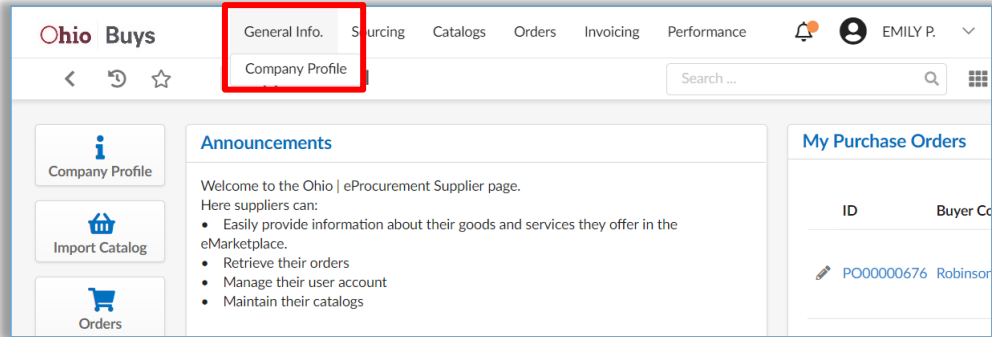 Ohio Buys General Info. Sourcing Catalogs Orders Invoicing Performance EMILY P.
Company Profile
Search ...
Company Profile
Import Catalog
Orders
Announcements
Welcome to the Ohio | eProcurement Supplier page.
Here suppliers can:
• Easily provide information about their goods and services they offer in the
eMarketplace.
• Retrieve their orders
• Manage their user account
• Maintain their catalogs
My Purchase Orders
ID Buyer Co
PO00000676 Robinson